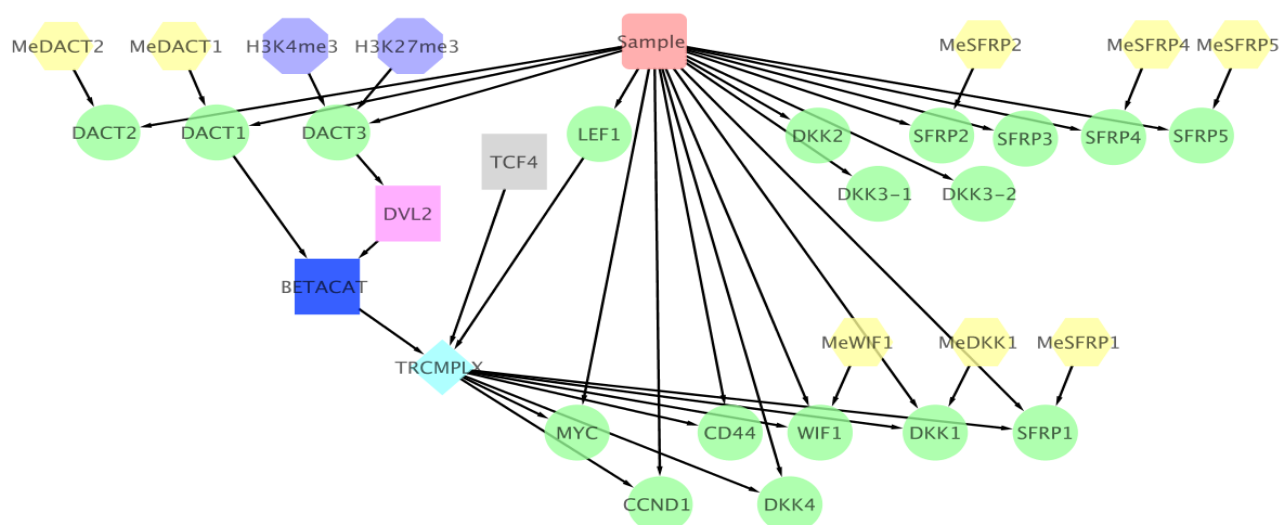 MeDACT2
MeDACT1
H3K4me3
H3K27me3
Sample
MeSFRP2
MeSFRP4
MeSFRP5
DACT2
DACT1
DACT3
LEF1
DKK2
SFRP2
SFRP3
SFRP4
SFRP5
TCF4
DKK3-1
DKK3-2
DVL2
BETACAT
MeWIF1
MeDKK1
MeSFRP1
TRCMPLX
MYC
CD44
WIF1
DKK1
SFRP1
CCND1
DKK4